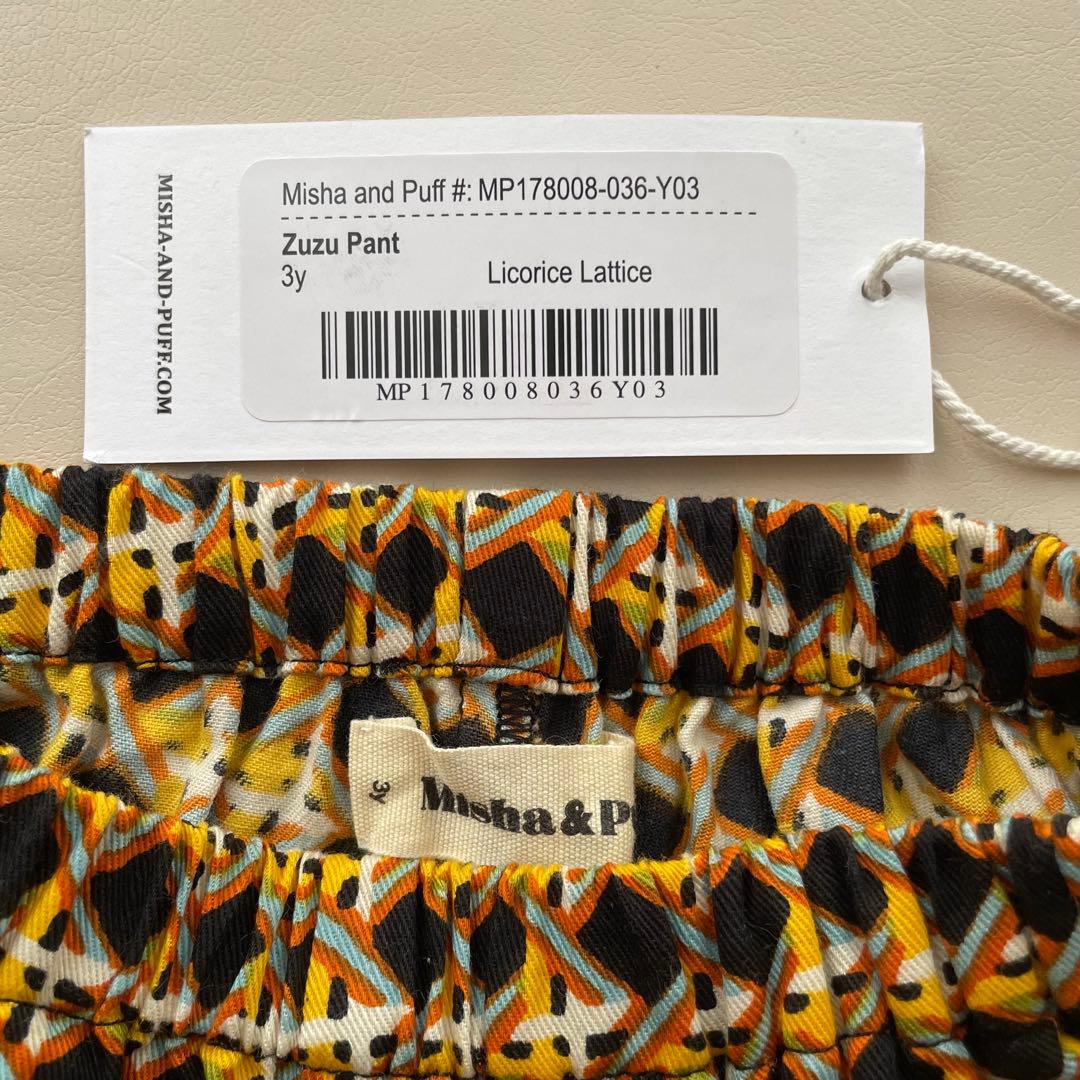 MISHA-AND-PUFF.COM
Misha and Puff #: MP178008-036-Y03
Zuzu Pant
3y Licorice Lattice
MP178008036Y03
3y
Misha & P